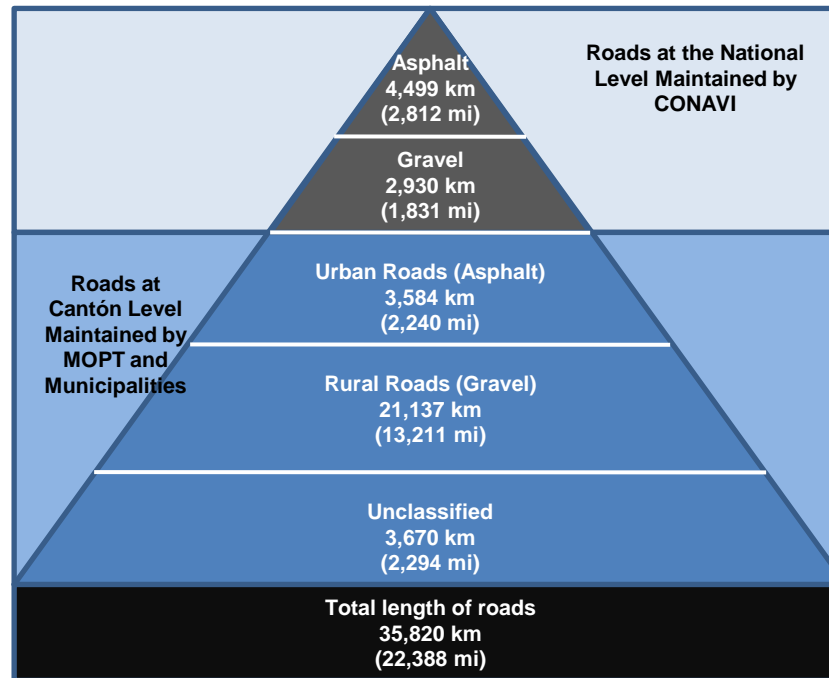 Asphalt
4,499 km
(2,812 mi)
Roads at the National
Level Maintained by
CONAVI
Gravel
2,930 km
(1,831 mi)
Roads at
Cantón Level
Maintained by
MOPT and
Municipalities
Urban Roads (Asphalt)
3,584 km
(2,240 mi)
Rural Roads (Gravel)
21,137 km
(13,211 mi)
Unclassified
3,670 km
(2,294 mi)
Total length of roads
35,820 km
(22,388 mi)